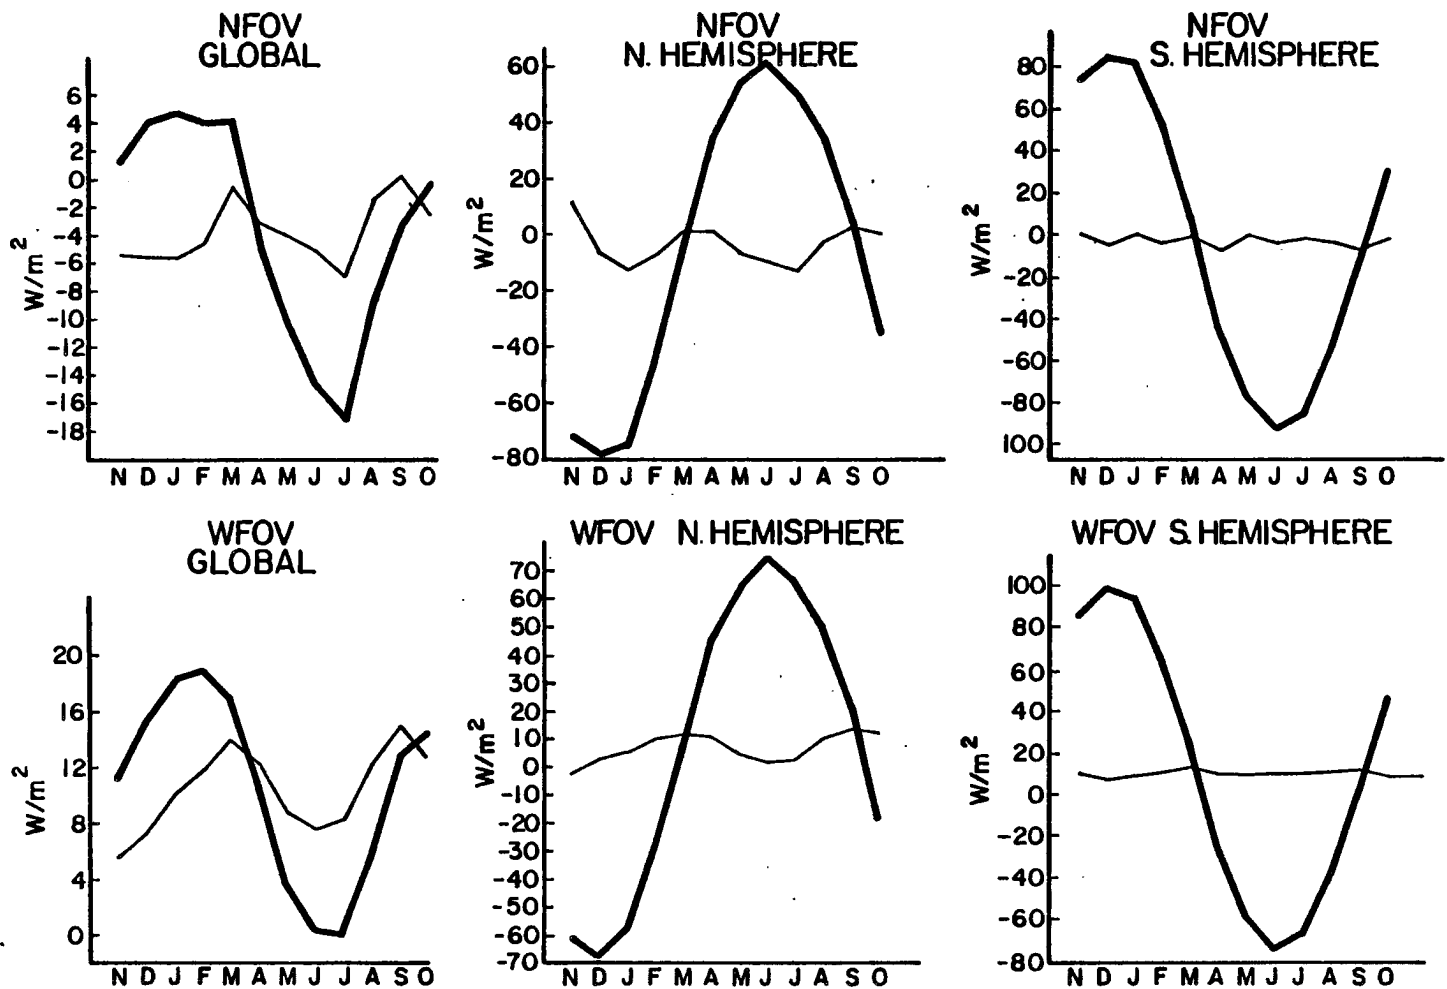 NFOV
GLOBAL
6
4
2
0
-2
-4
-6
-8
-10
-12
-14
-16
-18
W/m²
N D J F M A M J J A S O
NFOV
N. HEMISPHERE
60
40
20
0
-20
-40
-60
-80
W/m²
N D J F M A M J J A S O
NFOV
S. HEMISPHERE
80
60
40
20
0
-20
-40
-60
-80
100
W/m²
N D J F M A M J J A S O
WFOV
GLOBAL
20
16
12
8
4
0
W/m²
N D J F M A M J J A S O
WFOV N. HEMISPHERE
70
60
50
40
30
20
10
0
-10
-20
-30
-40
-50
-60
-70
W/m²
N D J F M A M J J A S O
WFOV S. HEMISPHERE
100
80
60
40
20
0
-20
-40
-60
-80
W/m²
N D J F M A M J J A S O